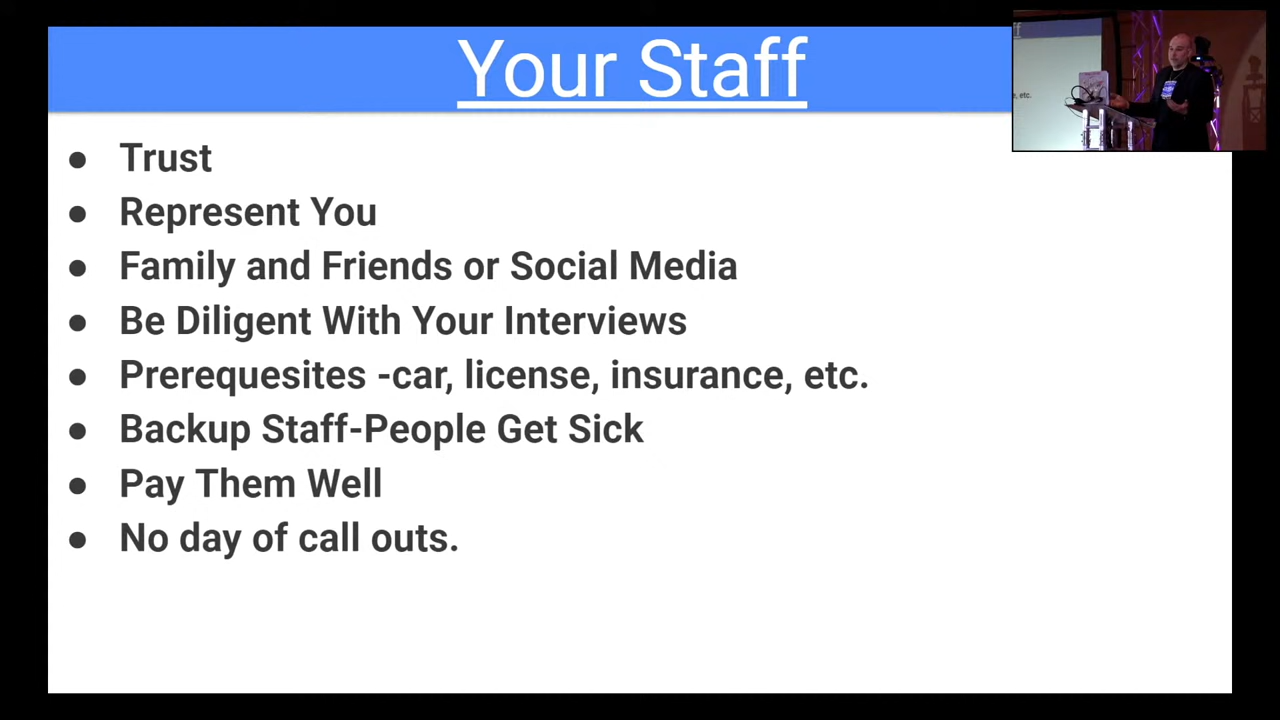 Your Staff
● Trust
● Represent You
● Family and Friends or Social Media
● Be Diligent With Your Interviews
● Prerequesites -car, license, insurance, etc.
● Backup Staff-People Get Sick
● Pay Them Well
● No day of call outs.
e, etc.